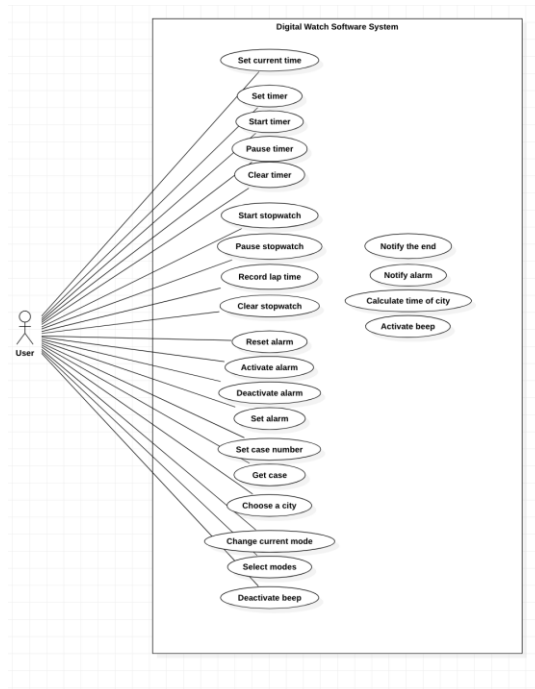 Digital Watch Software System
Set current time
Set timer
Start timer
Pause timer
Clear timer
Start stopwatch
Pause stopwatch
Record lap time
Clear stopwatch
Notify the end
Notify alarm
Calculate time of city
Activate beep
User
Reset alarm
Activate alarm
Deactivate alarm
Set alarm
Set case number
Get case
Choose a city
Change current mode
Select modes
Deactivate beep